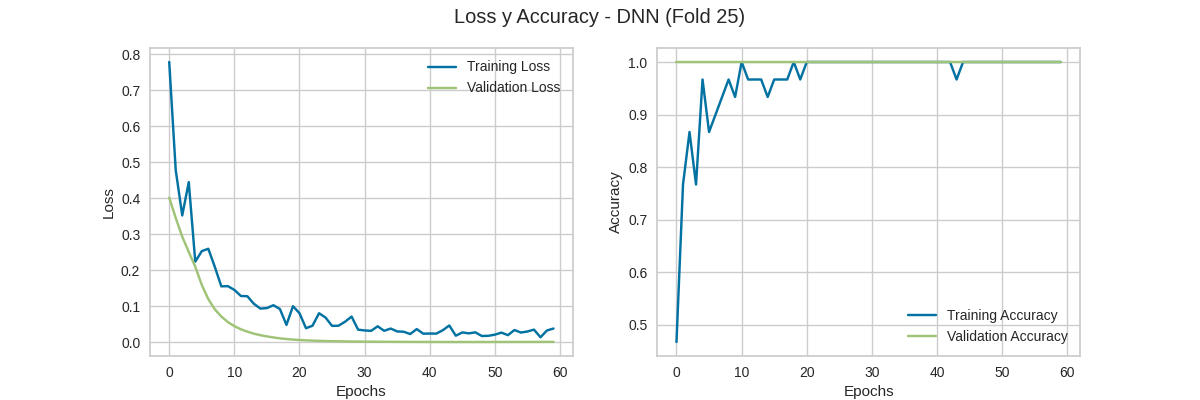 Loss y Accuracy - DNN (Fold 25)
0.8
0.7
0.6
0.5
0.4
0.3
0.2
0.1
0.0
Loss
0 10 20 30 40 50 60
Epochs
Training Loss
Validation Loss
1.0
0.9
0.8
0.7
0.6
0.5
Accuracy
0 10 20 30 40 50 60
Epochs
Training Accuracy
Validation Accuracy